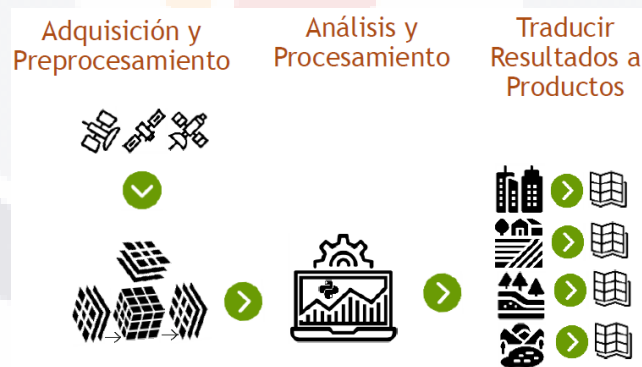 Adquisición y
Preprocesamiento
Análisis y
Procesamiento
Traducir
Resultados a
Productos